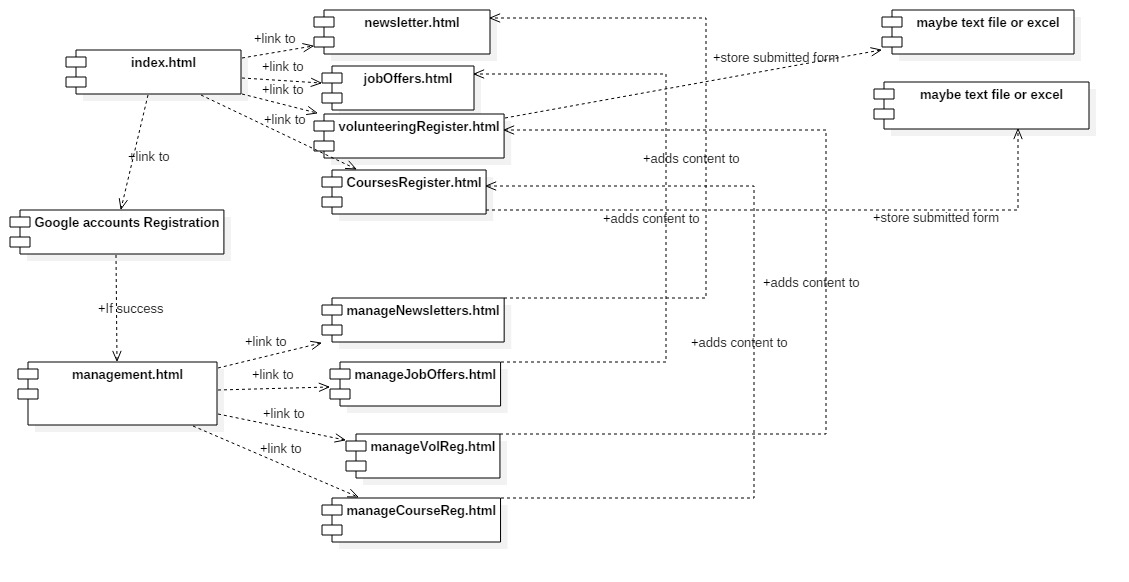 newsletter.html
maybe text file or excel
+link to
+store submitted form
index.html
+link to
jobOffers.html
+link to
maybe text file or excel
+link to
volunteeringRegister.html
+link to
+adds content to
CoursesRegister.html
+adds content to
+store submitted form
Google accounts Registration
+adds content to
+If success
manageNewsletters.html
+link to
+adds content to
management.html
+link to
manageJobOffers.html
+link to
manageVolReg.html
+link to
manageCourseReg.html